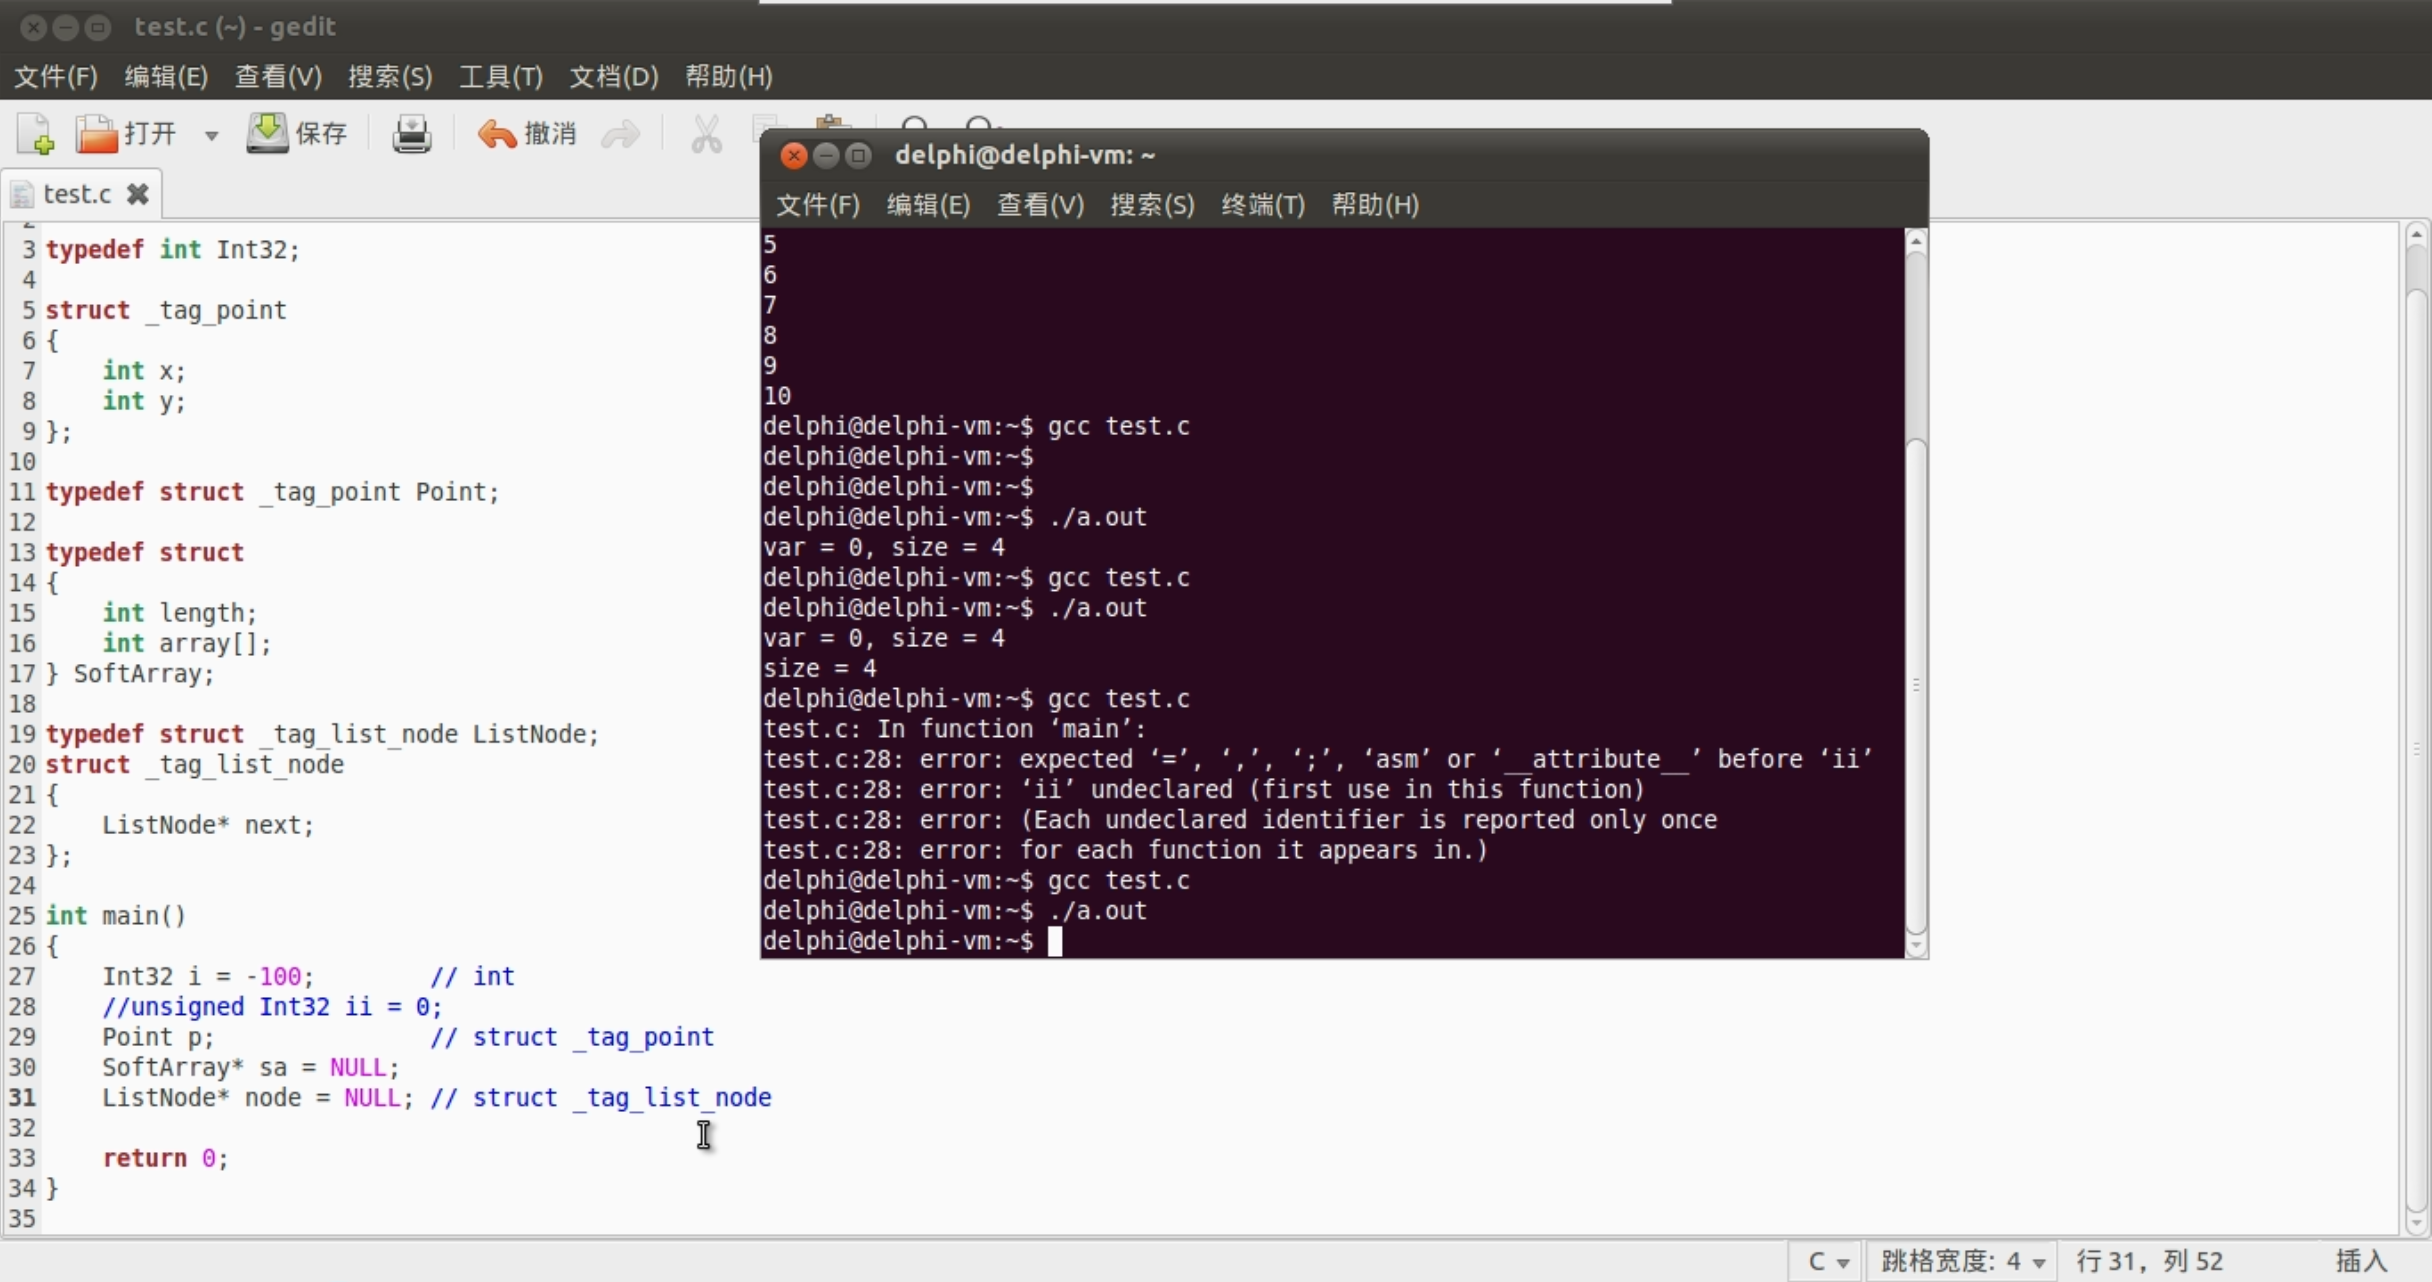 test.c (~) - gedit
文件(F) 编辑(E) 查看(V) 搜索(S) 工具(T) 文档(D) 帮助(H)
打开 保存 撤消
test.c
3 typedef int Int32;
4
5 struct _tag_point
6 {
7     int x;
8     int y;
9 };
10
11 typedef struct _tag_point Point;
12
13 typedef struct
14 {
15     int length;
16     int array[];
17 } SoftArray;
18
19 typedef struct _tag_list_node ListNode;
20 struct _tag_list_node
21 {
22     ListNode* next;
23 };
24
25 int main()
26 {
27     Int32 i = -100;        // int
28     //unsigned Int32 ii = 0;
29     Point p;               // struct _tag_point
30     SoftArray* sa = NULL;
31     ListNode* node = NULL; // struct _tag_list_node
32
33     return 0;
34 }
35
delphi@delphi-vm: ~
文件(F) 编辑(E) 查看(V) 搜索(S) 终端(T) 帮助(H)
5
6
7
8
9
10
delphi@delphi-vm:~$ gcc test.c
delphi@delphi-vm:~$
delphi@delphi-vm:~$
delphi@delphi-vm:~$ ./a.out
var = 0, size = 4
delphi@delphi-vm:~$ gcc test.c
delphi@delphi-vm:~$ ./a.out
var = 0, size = 4
size = 4
delphi@delphi-vm:~$ gcc test.c
test.c: In function ‘main’:
test.c:28: error: expected ‘=’, ‘,’, ‘;’, ‘asm’ or ‘__attribute__’ before ‘ii’
test.c:28: error: ‘ii’ undeclared (first use in this function)
test.c:28: error: (Each undeclared identifier is reported only once
test.c:28: error: for each function it appears in.)
delphi@delphi-vm:~$ gcc test.c
delphi@delphi-vm:~$ ./a.out
delphi@delphi-vm:~$
C 跳格宽度: 4 行 31，列 52 插入